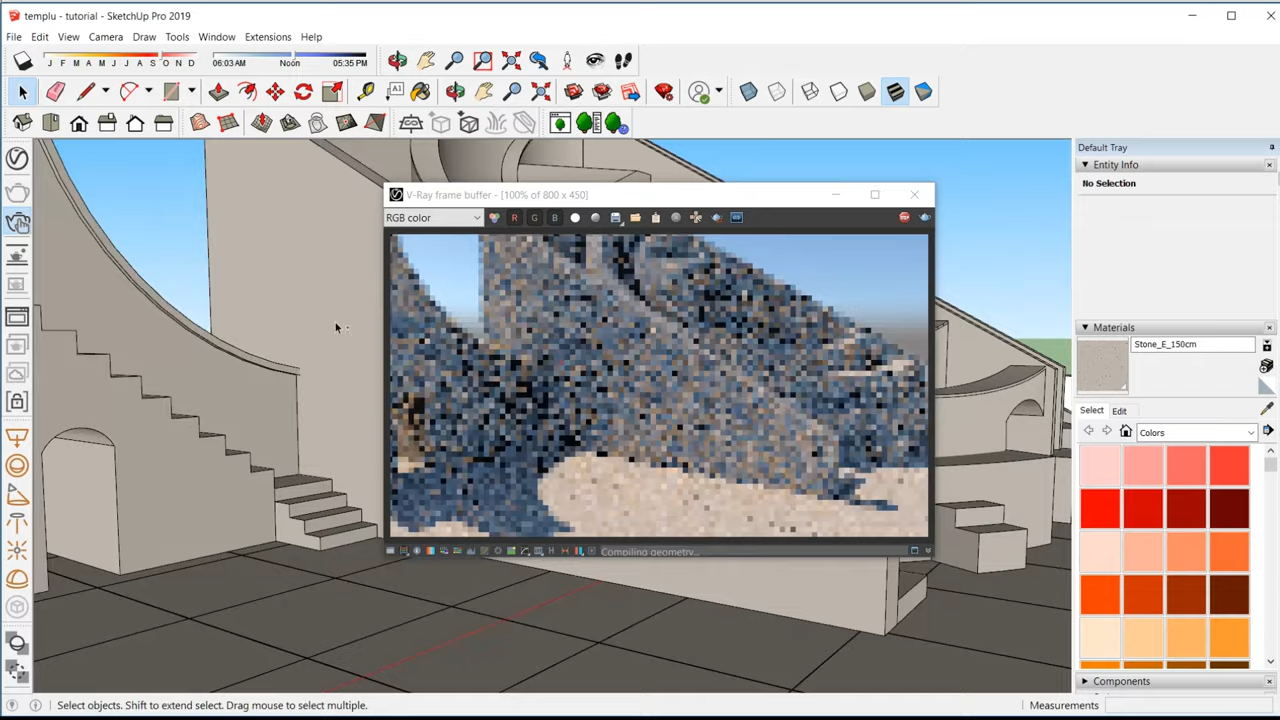 templu - tutorial - SketchUp Pro 2019
File Edit View Camera Draw Tools Window Extensions Help
J F M A M J J A S O N D 06:03 AM Noon 05:35 PM
A1
Default Tray
Entity Info
No Selection
V-Ray frame buffer - [100% of 800 x 450]
RGB color R G B
Materials
Stone_E_150cm
Select Edit
Colors
H Compiling geometry...
Components
Select objects. Shift to extend select. Drag mouse to select multiple. Measurements